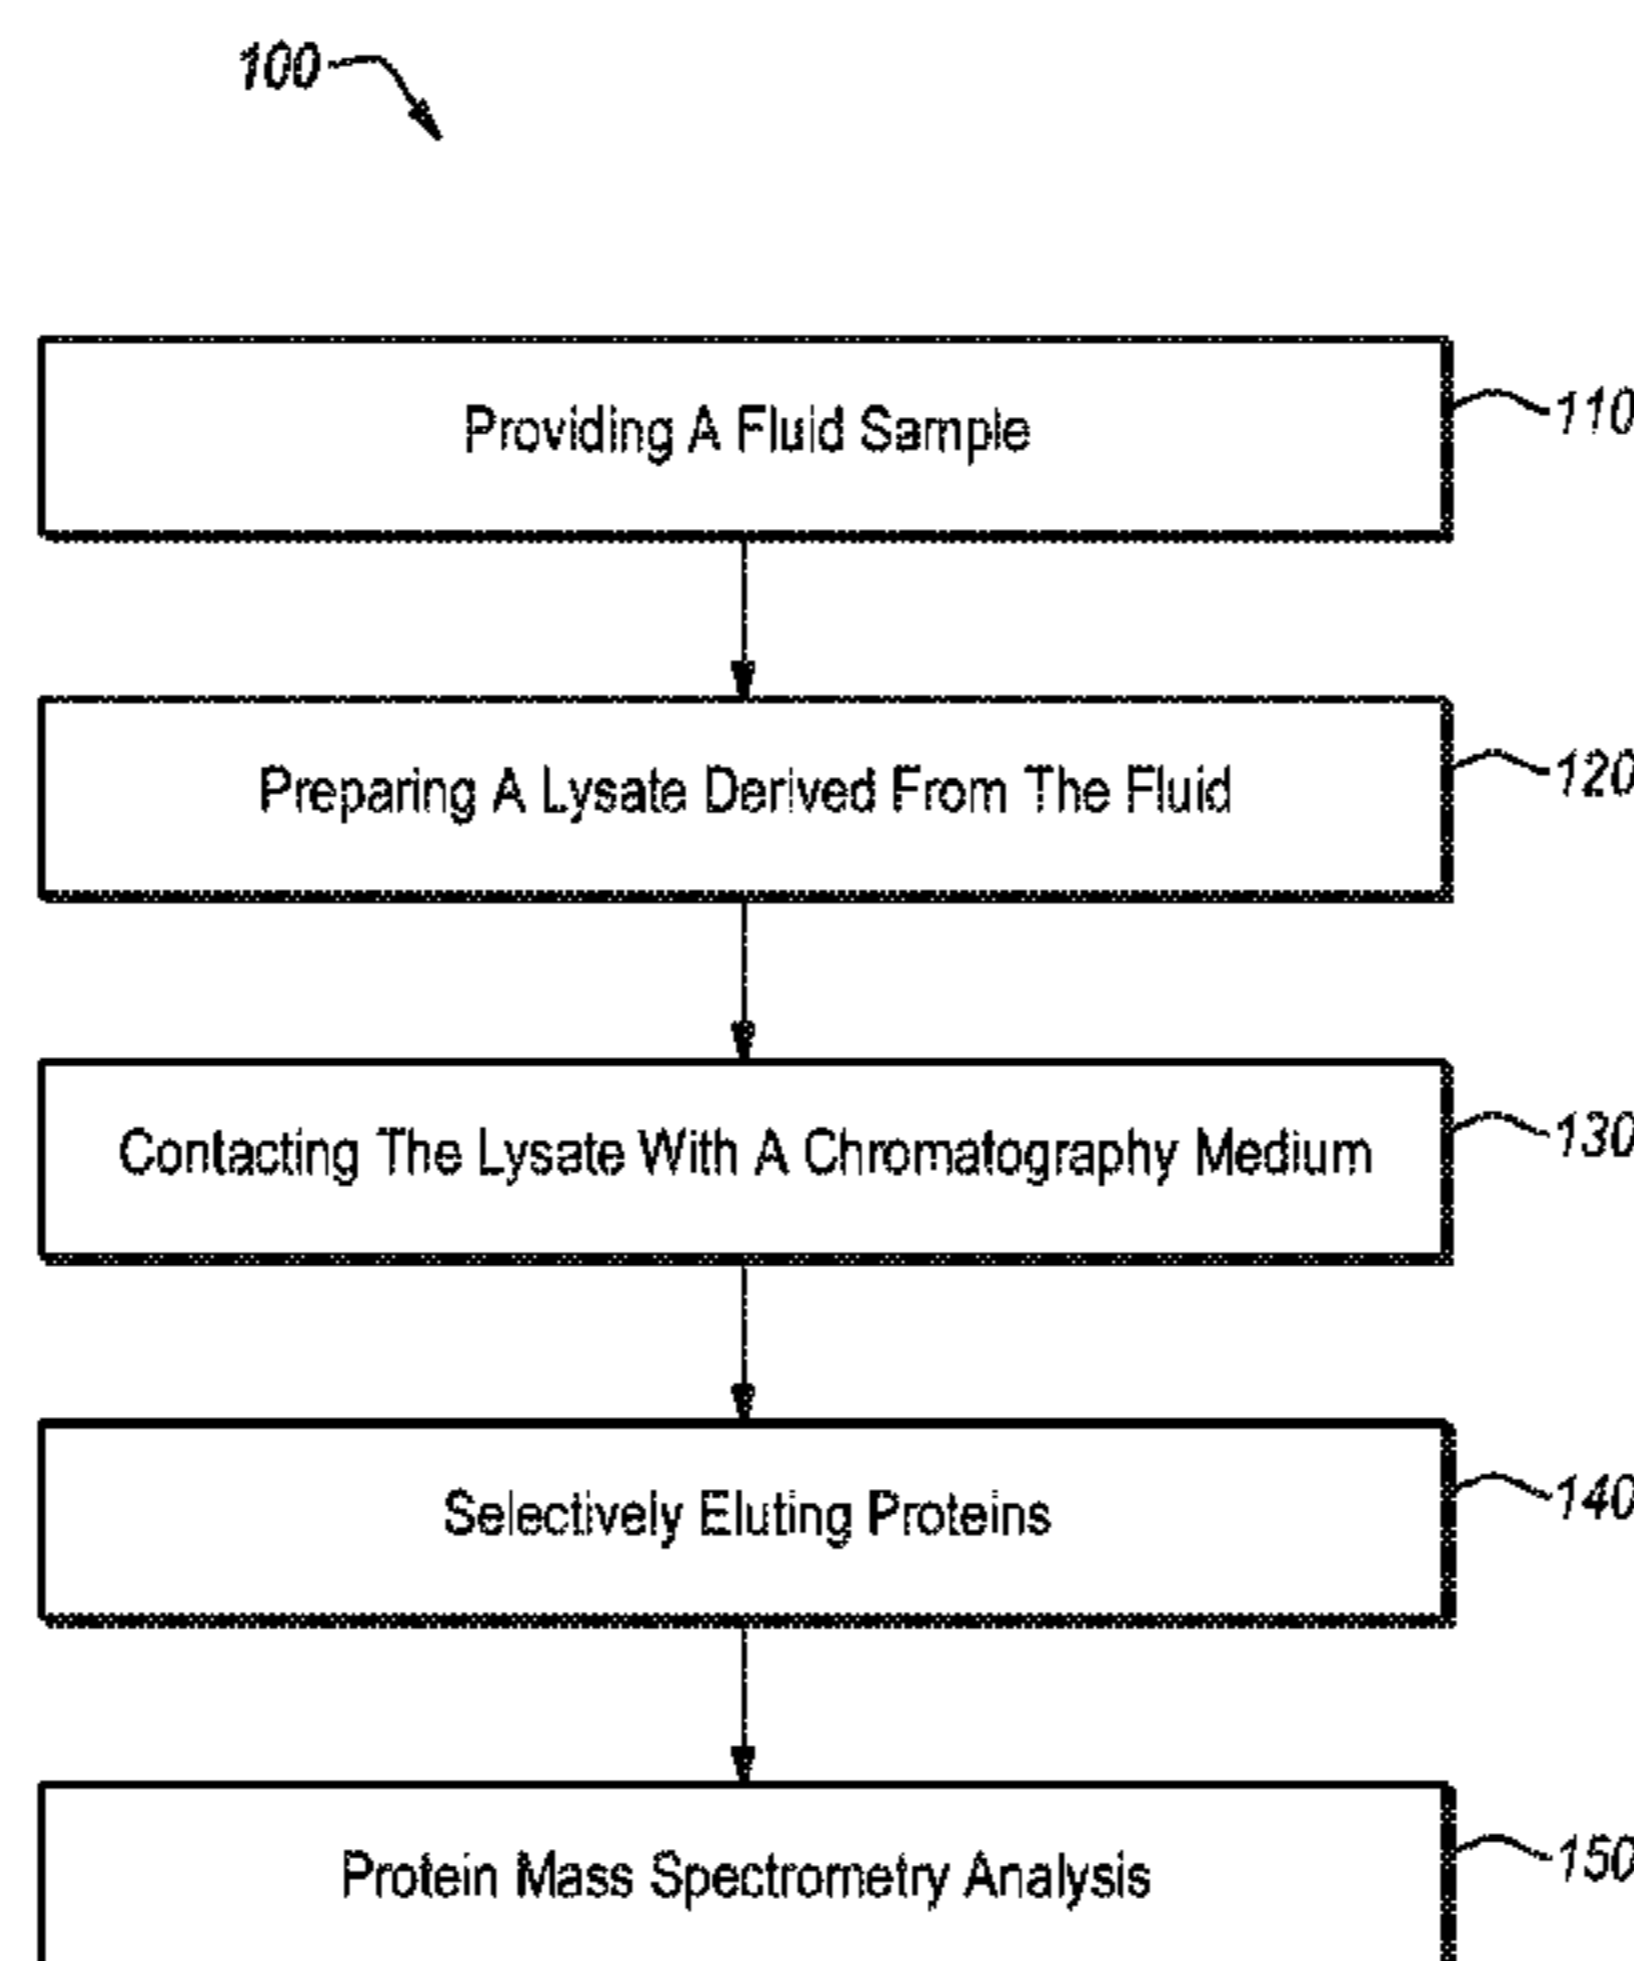 100
Providing A Fluid Sample
110
Preparing A Lysate Derived From The Fluid
120
Contacting The Lysate With A Chromatography Medium
130
Selectively Eluting Proteins
140
Protein Mass Spectrometry Analysis
150